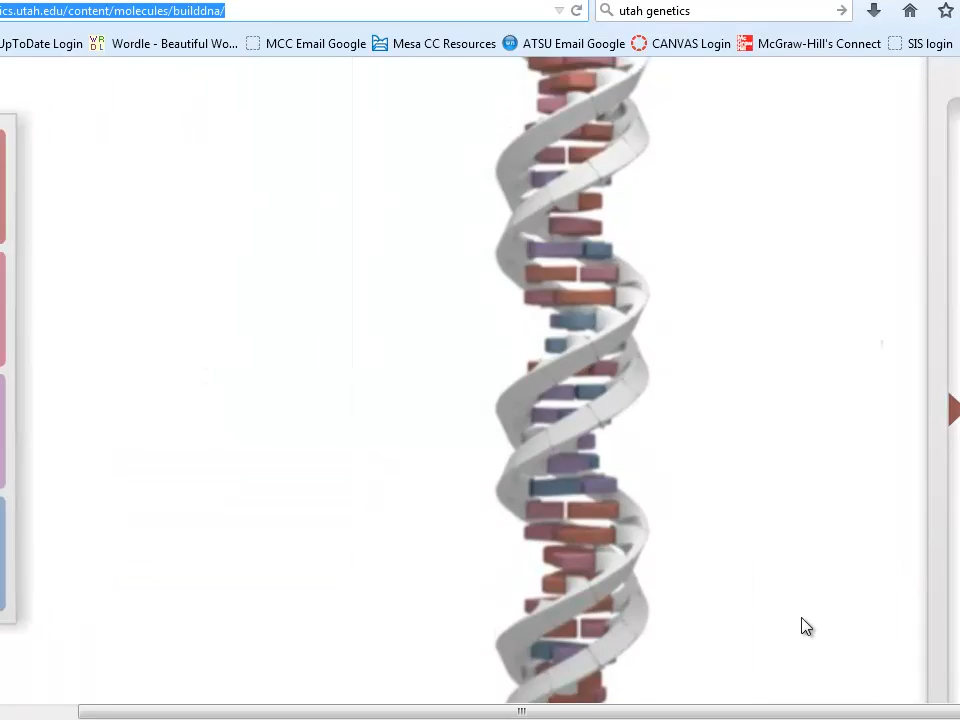 ics.utah.edu/content/molecules/builddna/ utah genetics
UpToDate Login Wordle - Beautiful Wo... MCC Email Google Mesa CC Resources ATSU Email Google CANVAS Login McGraw-Hill's Connect SIS login